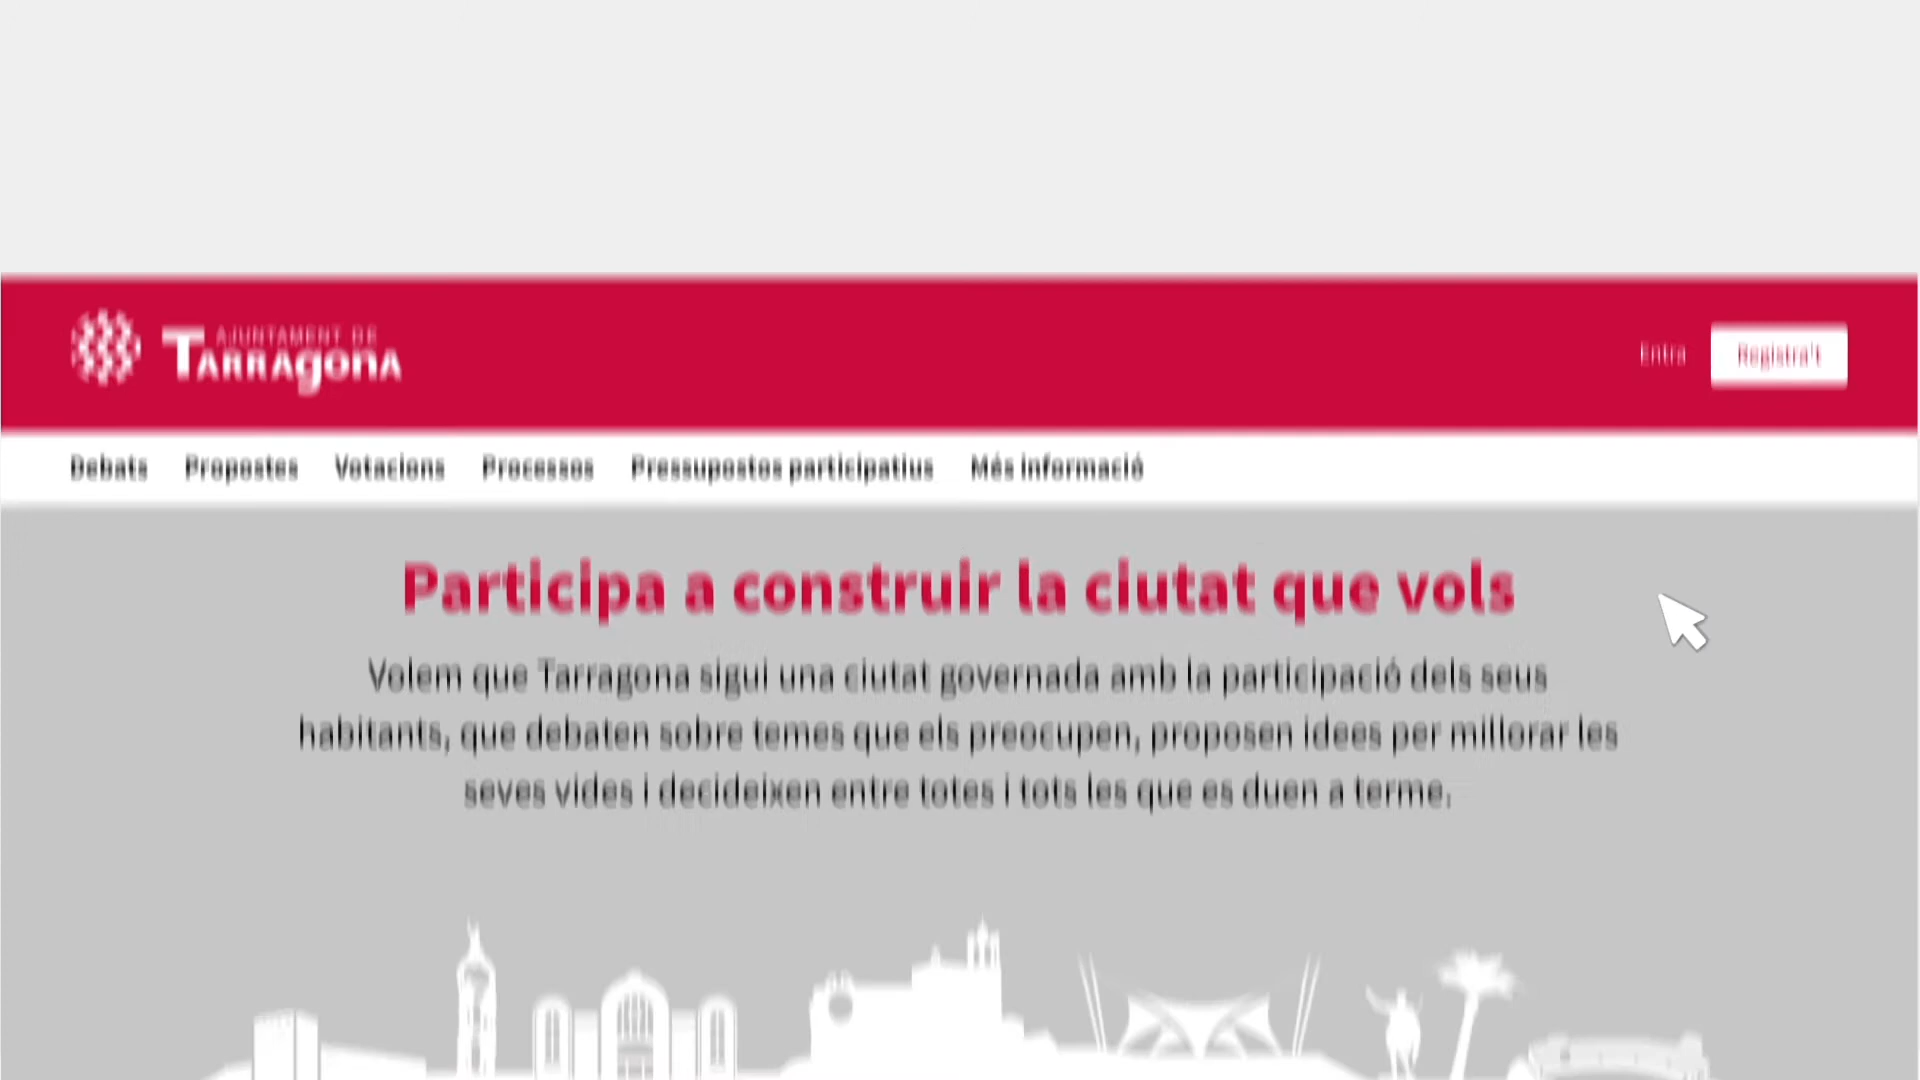 AJUNTAMENT DE
TARRAgonA
Entra
Registra't
Debats Propostes Votacions Processos Pressupostos participatius Més informació
Participa a construir la ciutat que vols
Volem que Tarragona sigui una ciutat governada amb la participació dels seus
habitants, que debaten sobre temes que els preocupen, proposen idees per millorar les
seves vides i decideixen entre totes i tots les que es duen a terme.